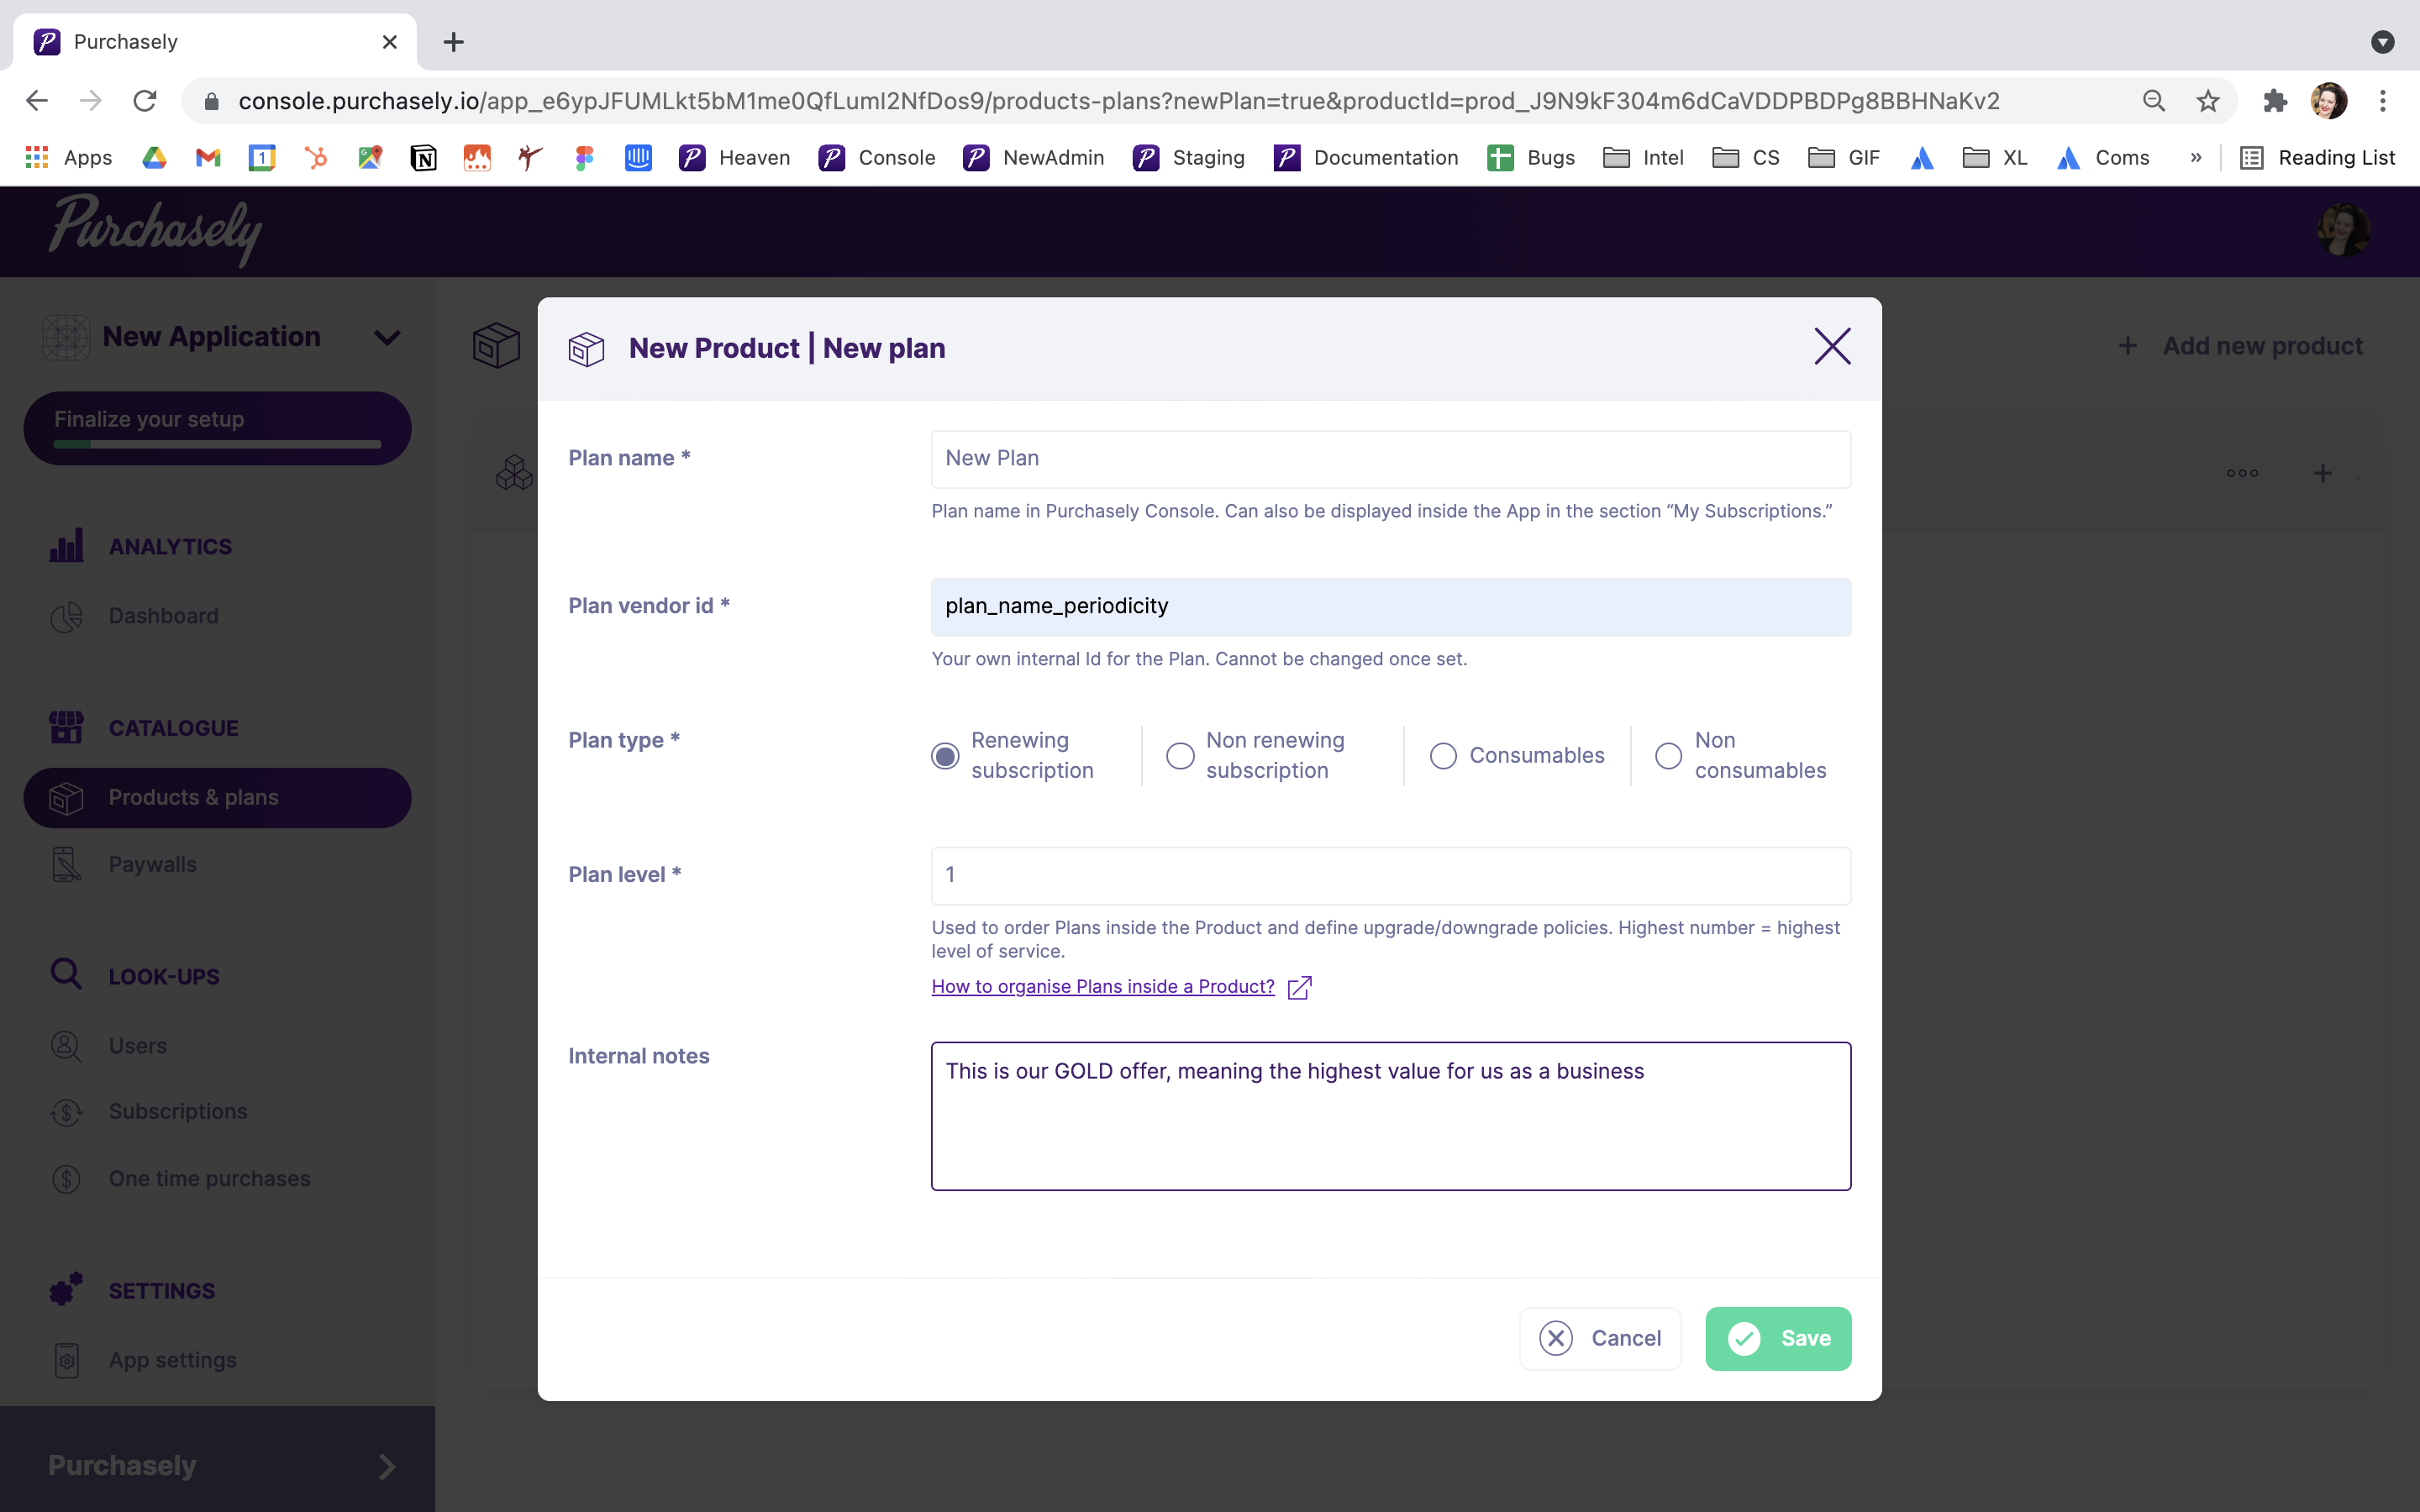 Purchasely
console.purchasely.io/app_e6ypJFUMLkt5bM1me0QfLumI2NfDos9/products-plans?newPlan=true&productId=prod_J9N9kF304m6dCaVDDPBDPg8BBHNaKv2
Apps 1 Heaven Console NewAdmin Staging Documentation Bugs Intel CS GIF XL Coms » Reading List
Purchasely
New Application
Finalize your setup
ANALYTICS
Dashboard
CATALOGUE
Products & plans
Paywalls
LOOK-UPS
Users
Subscriptions
One time purchases
SETTINGS
App settings
Purchasely
Add new product
New Product | New plan
Plan name *
New Plan
Plan name in Purchasely Console. Can also be displayed inside the App in the section “My Subscriptions.”
Plan vendor id *
plan_name_periodicity
Your own internal Id for the Plan. Cannot be changed once set.
Plan type *
Renewing
subscription
Non renewing
subscription
Consumables
Non
consumables
Plan level *
1
Used to order Plans inside the Product and define upgrade/downgrade policies. Highest number = highest
level of service.
How to organise Plans inside a Product?
Internal notes
This is our GOLD offer, meaning the highest value for us as a business
Cancel
Save